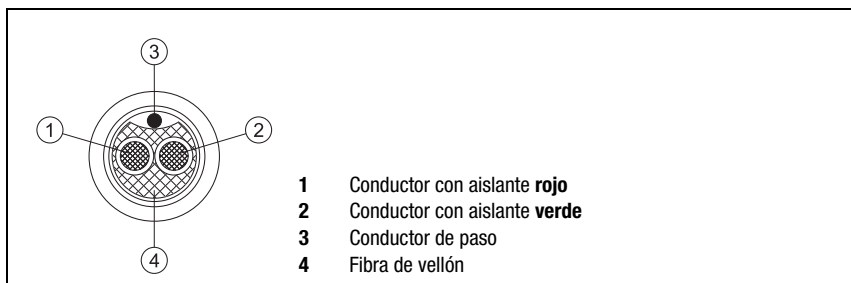 3
1
2
4
1 Conductor con aislante rojo
2 Conductor con aislante verde
3 Conductor de paso
4 Fibra de vellón